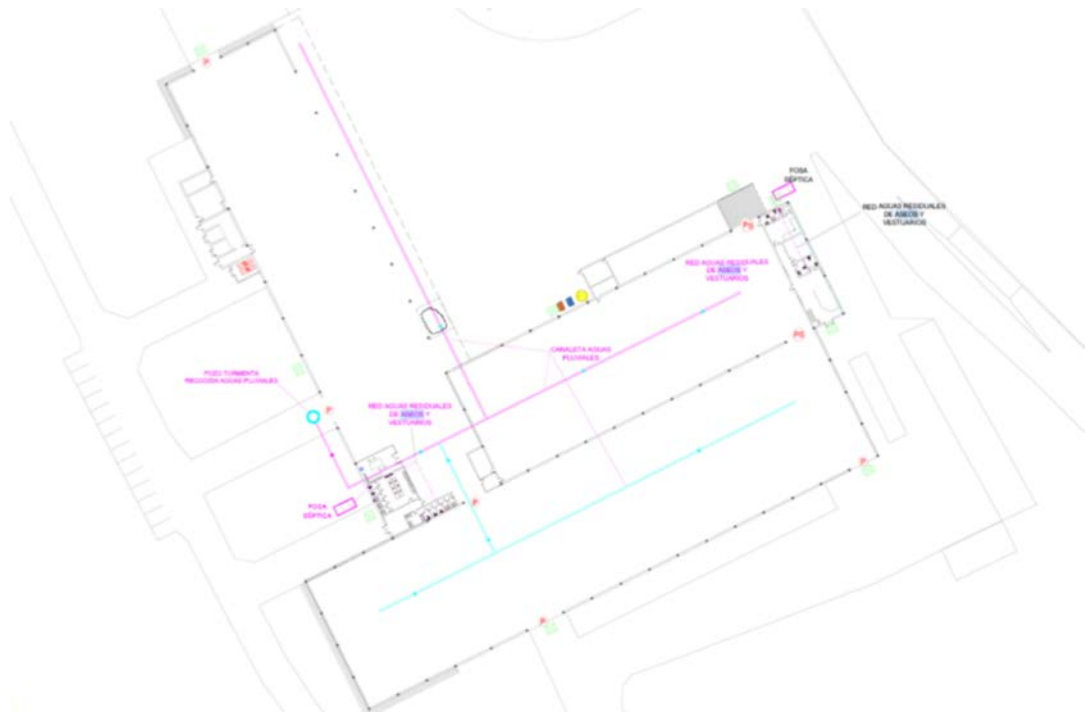 P
FOSA
SÉPTICA
RED AGUAS RESIDUALES
DE ASEOS Y
VESTUARIOS
RED AGUAS RESIDUALES
DE ASEOS Y
VESTUARIOS
CANALETA AGUAS
PLUVIALES
POZO TORMENTA
RECOGIDA AGUAS PLUVIALES
RED AGUAS RESIDUALES
DE ASEOS Y
VESTUARIOS
P
FOSA
SÉPTICA
P
P
P